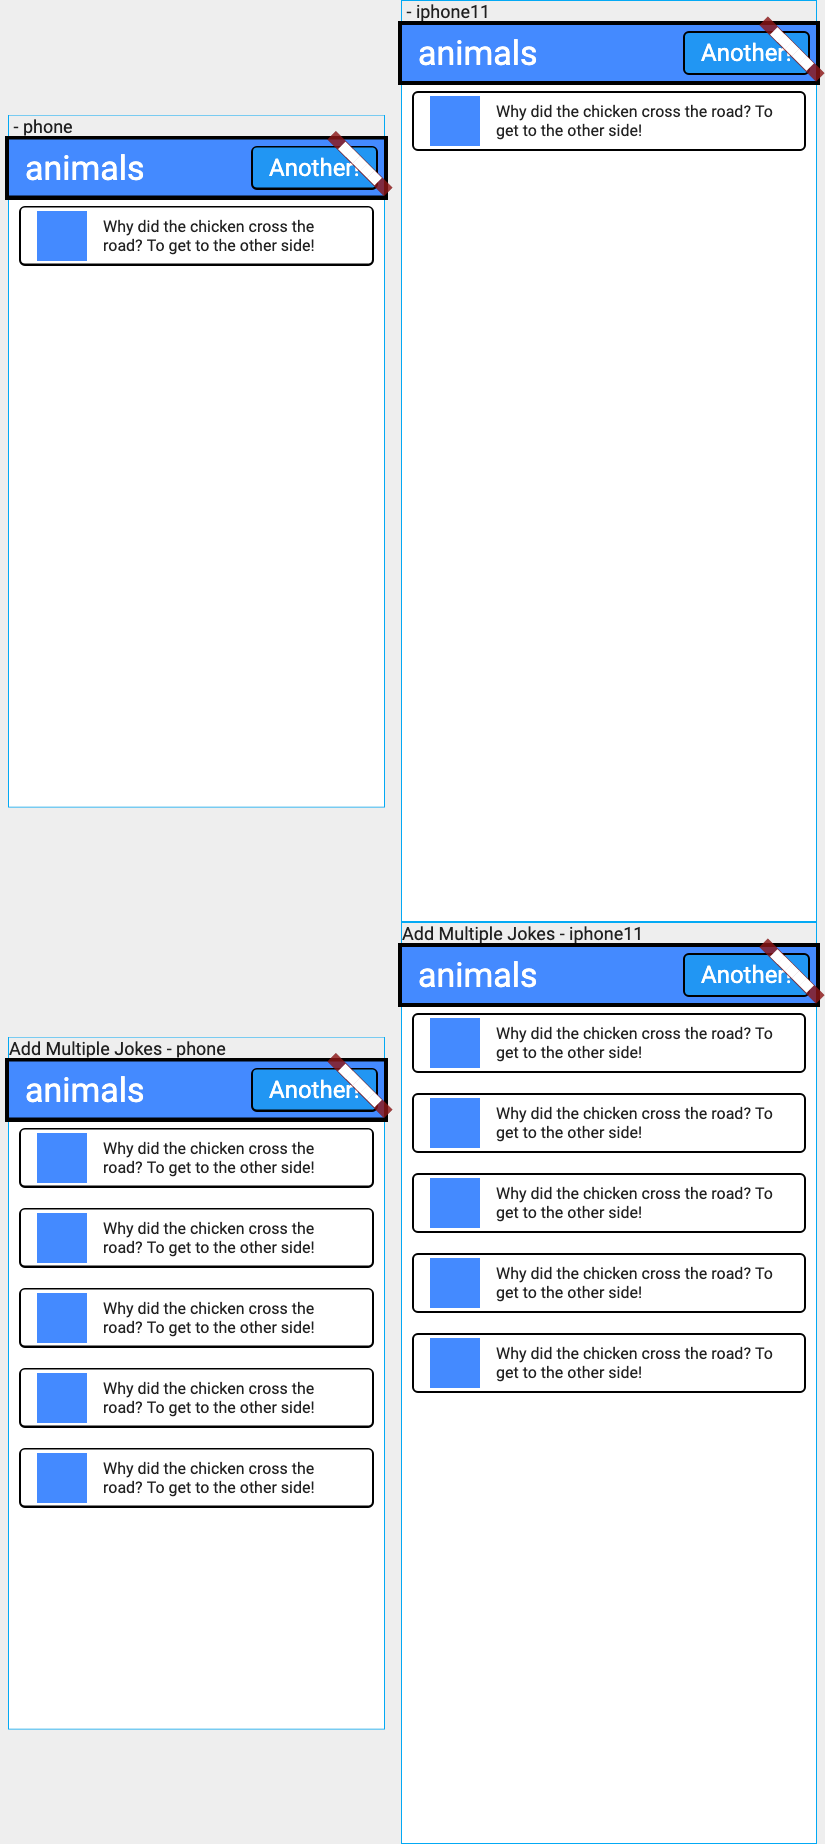 - phone
animals
Another!
Why did the chicken cross the
road? To get to the other side!
- iphone11
animals
Another!
Why did the chicken cross the road? To
get to the other side!
Add Multiple Jokes - phone
animals
Another!
Why did the chicken cross the
road? To get to the other side!
Why did the chicken cross the
road? To get to the other side!
Why did the chicken cross the
road? To get to the other side!
Why did the chicken cross the
road? To get to the other side!
Why did the chicken cross the
road? To get to the other side!
Add Multiple Jokes - iphone11
animals
Another!
Why did the chicken cross the road? To
get to the other side!
Why did the chicken cross the road? To
get to the other side!
Why did the chicken cross the road? To
get to the other side!
Why did the chicken cross the road? To
get to the other side!
Why did the chicken cross the road? To
get to the other side!